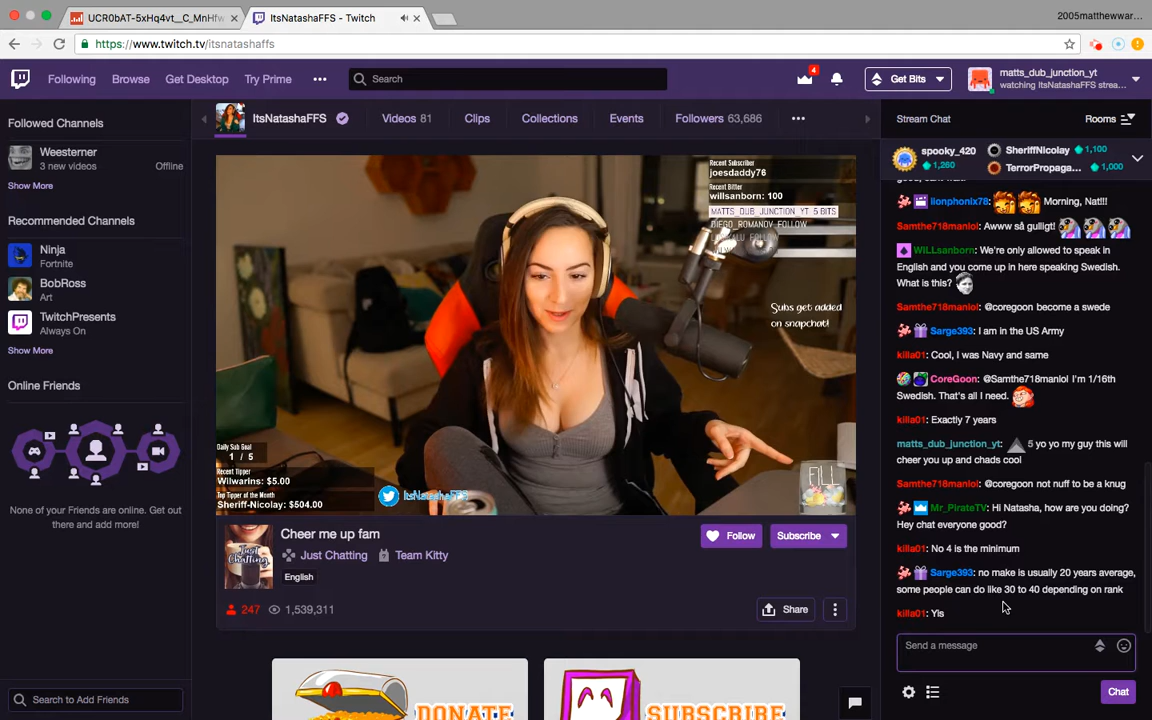 UCR0bAT-5xHq4vt__C_MnHfw
ItsNatashaFFS - Twitch
2005matthewwar...
https://www.twitch.tv/itsnatashaffs
Following
Browse
Get Desktop
Try Prime
Search
4
Get Bits
matts_dub_junction_yt
watching ItsNatashaFFS strea...
Followed Channels
Weesterner
3 new videos
Offline
Show More
Recommended Channels
Ninja
Fortnite
BobRoss
Art
TwitchPresents
Always On
Show More
Online Friends
None of your Friends are online. Get out
there and add more!
Search to Add Friends
ItsNatashaFFS
Videos 81
Clips
Collections
Events
Followers 63,686
Recent Subscriber
joesdaddy76
Recent Bitter
willsanborn: 100
MATTS_DUB_JUNCTION_YT 5 BITS
DIEGO_ROMANOV FOLLOW
Subs get added
on snapchat!
Daily Sub Goal
1 / 5
Recent Tipper
Wilwarins: $5.00
Top Tipper of the Month
Sheriff-Nicolay: $504.00
ItsNatashaFFS
FILL
Just Chatting
Cheer me up fam
Just Chatting
Team Kitty
English
Follow
Subscribe
247
1,539,311
Share
DONATE
SUBSCRIBE
Stream Chat
Rooms
spooky_420
1,260
SheriffNicolay
1,100
TerrorPropaga...
1,000
lionphonix78: Morning, Nat!!!
Samthe718maniol: Awww så gulligt!
WILLsanborn: We're only allowed to speak in
English and you come up in here speaking Swedish.
What is this?
Samthe718maniol: @coregoon become a swede
Sarge393: I am in the US Army
killa01: Cool, I was Navy and same
CoreGoon: @Samthe718maniol I'm 1/16th
Swedish. That's all I need.
killa01: Exactly 7 years
matts_dub_junction_yt: 5 yo yo my guy this will
cheer you up and chads cool
Samthe718maniol: @coregoon not nuff to be a knug
Mr_PirateTV: Hi Natasha, how are you doing?
Hey chat everyone good?
killa01: No 4 is the minimum
Sarge393: no make is usually 20 years average,
some people can do like 30 to 40 depending on rank
killa01: Yis
Send a message
Chat